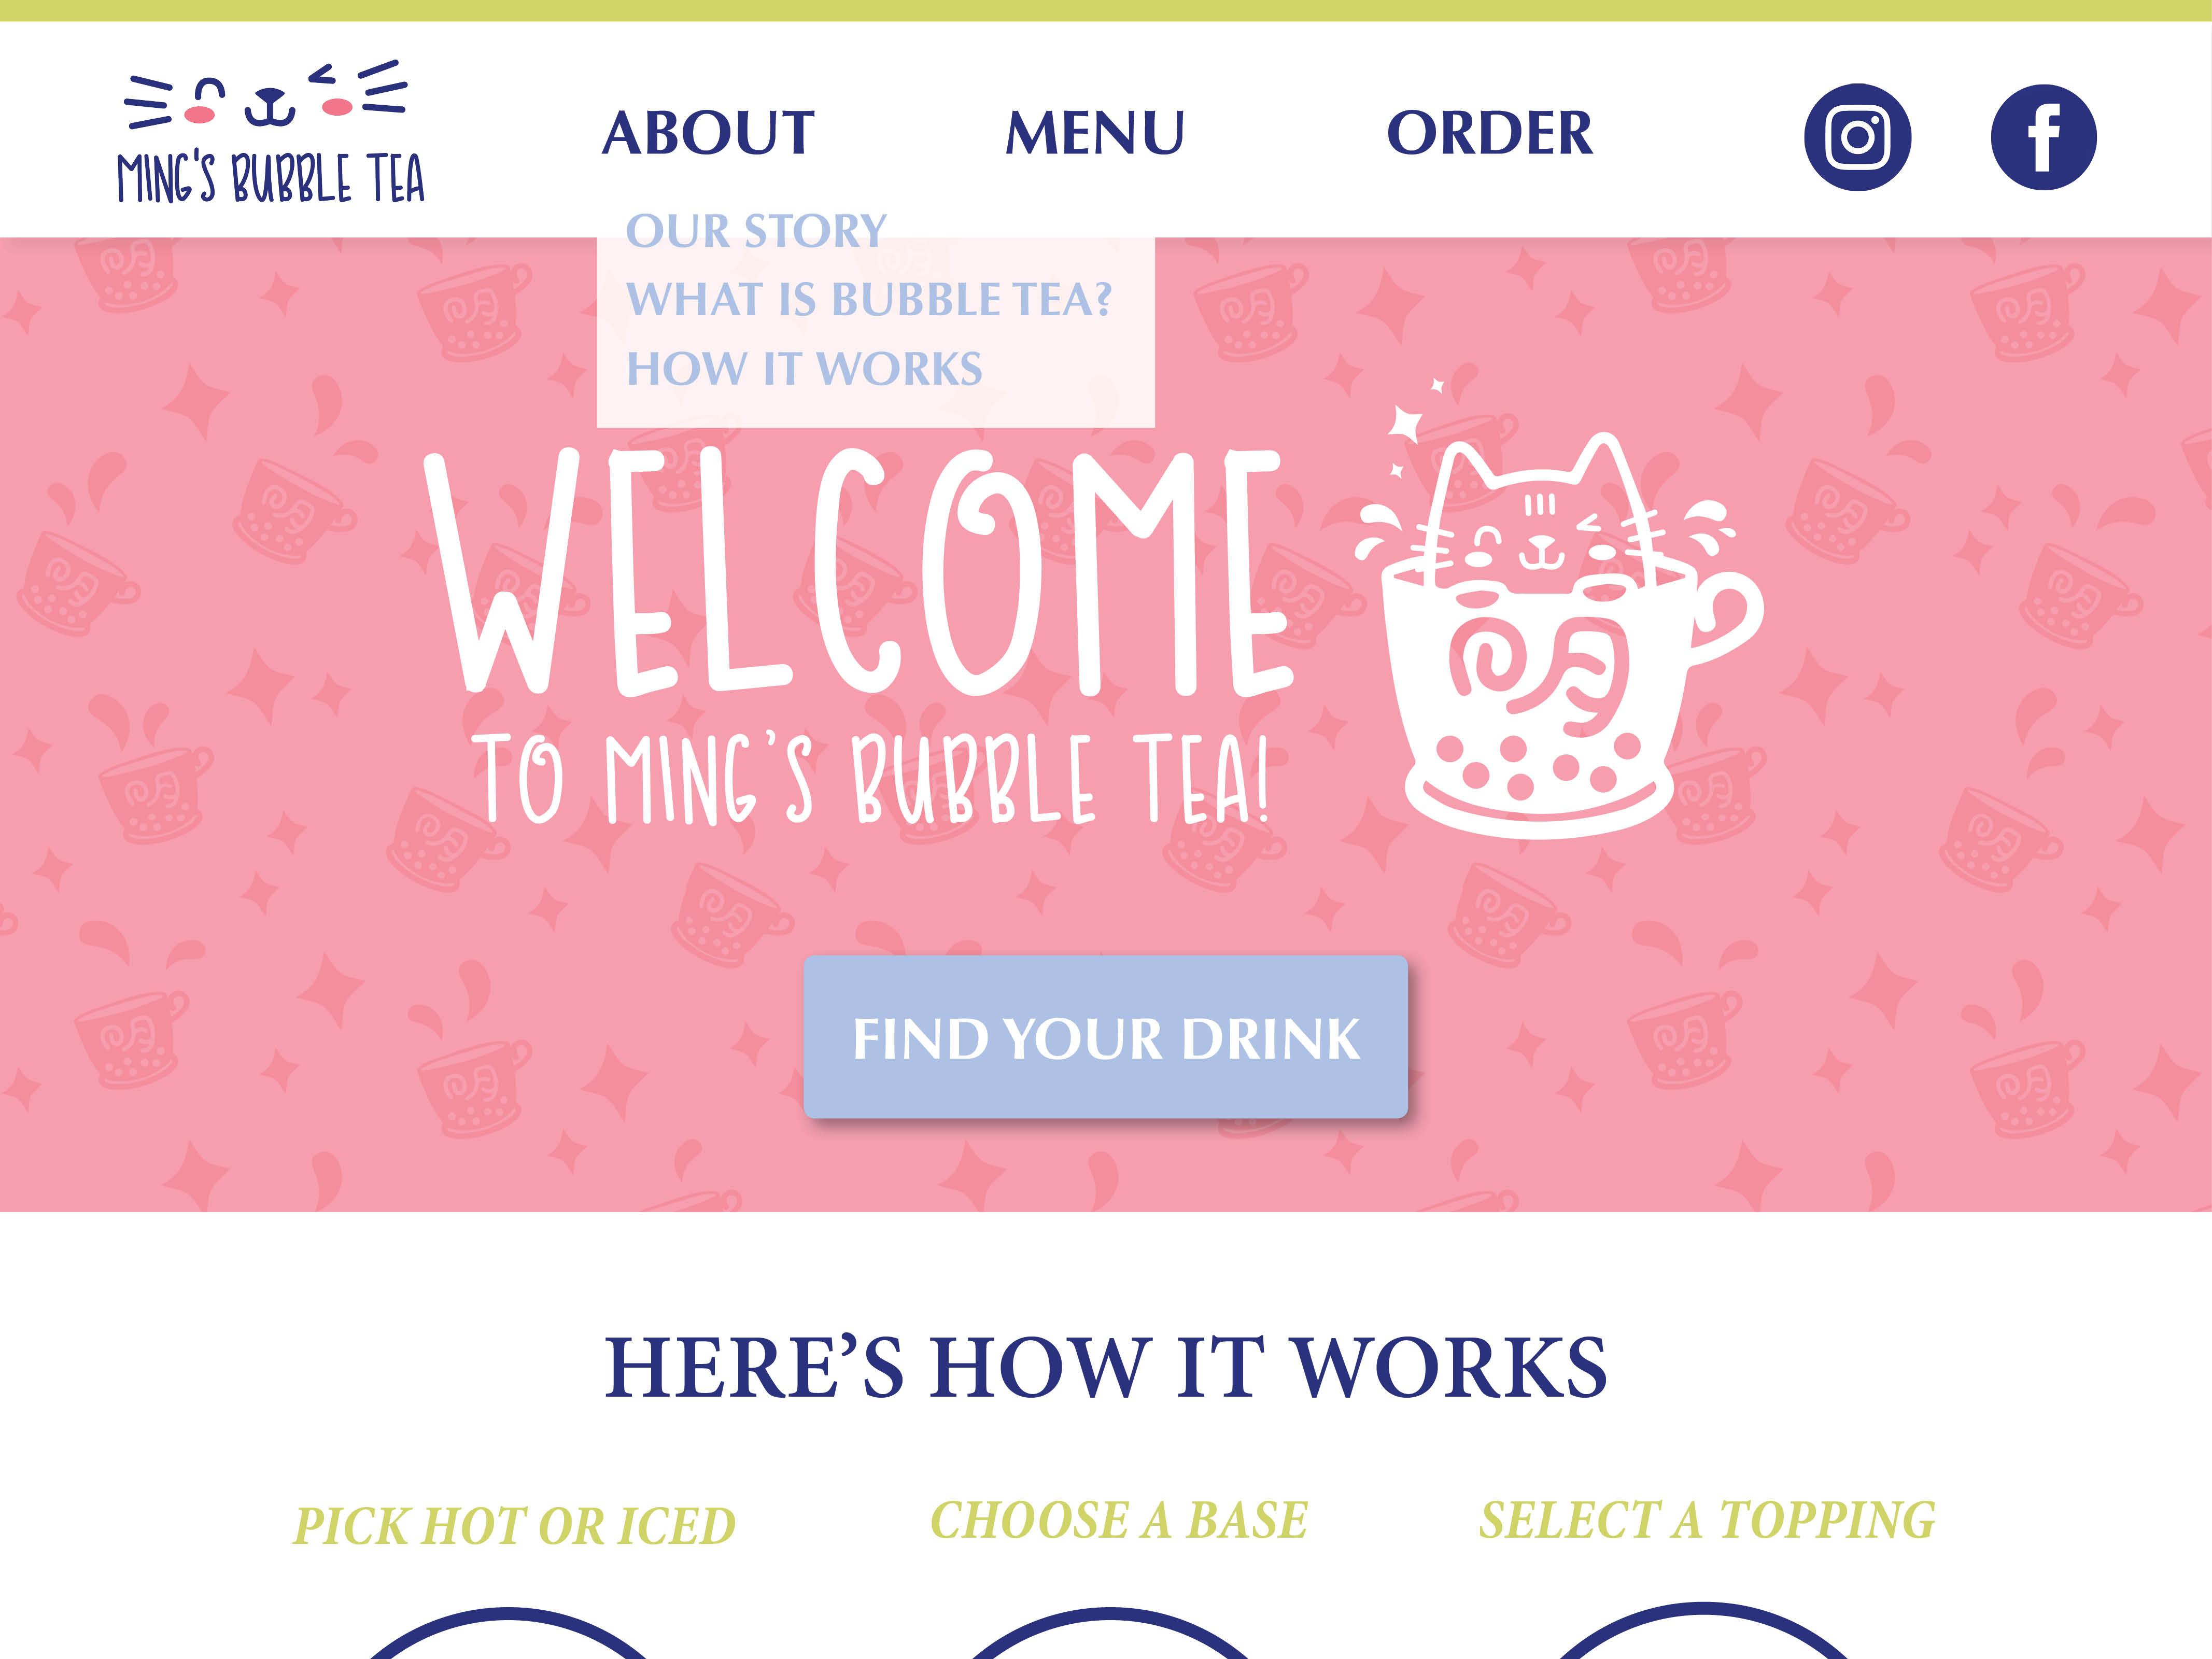 MING'S BUBBLE TEA
ABOUT
MENU
ORDER
OUR STORY
WHAT IS BUBBLE TEA?
HOW IT WORKS
WELCOME
TO MING'S BUBBLE TEA!
FIND YOUR DRINK
HERE'S HOW IT WORKS
PICK HOT OR ICED
CHOOSE A BASE
SELECT A TOPPING